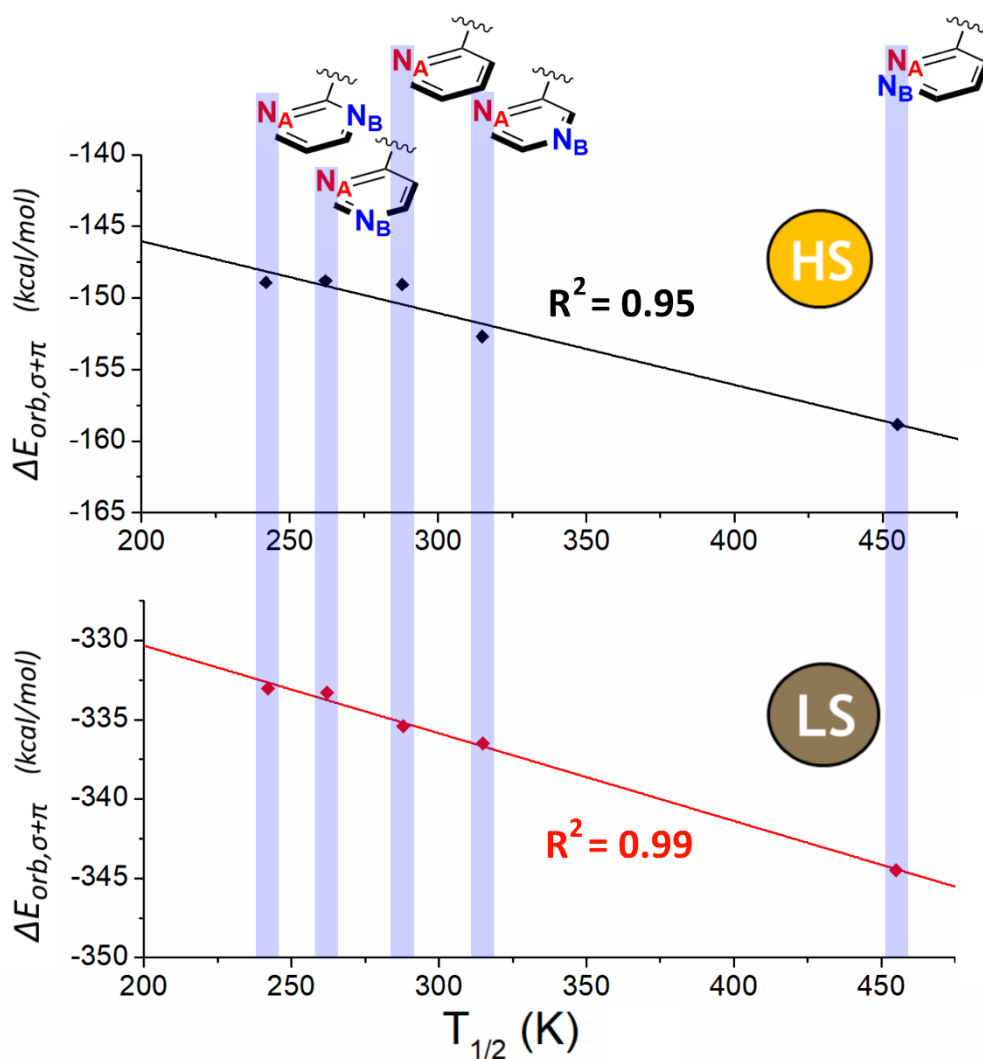 N_A N_B
N_A N_B
N_A
N_A N_B
N_A N_B
ΔE_orb,σ+π (kcal/mol)
-140
-145
-150
-155
-160
-165
HS
R² = 0.95
200 250 300 350 400 450
ΔE_orb,σ+π (kcal/mol)
-330
-335
-340
-345
-350
LS
R² = 0.99
200 250 300 350 400 450
T_1/2 (K)